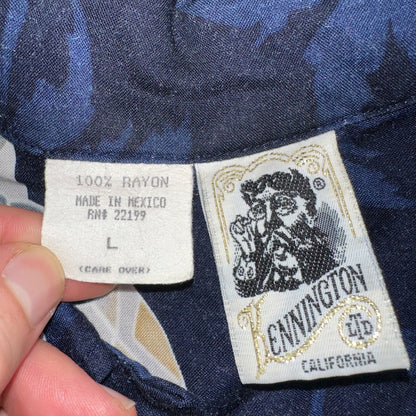 100% RAYON
MADE IN MEXICO
RN# 22199
L
(CARE OVER)
®
KENNINGTON
LTD
CALIFORNIA